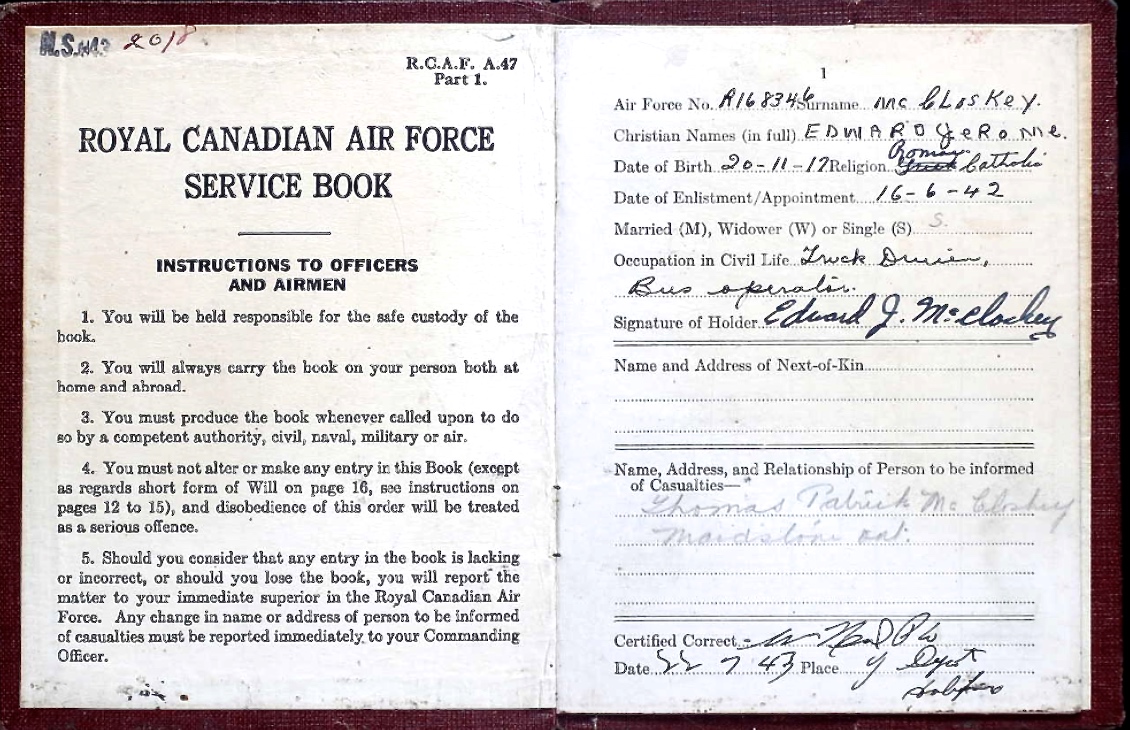 N.S. 2018
R.C.A.F. A.47
Part 1.
ROYAL CANADIAN AIR FORCE
SERVICE BOOK
INSTRUCTIONS TO OFFICERS
AND AIRMEN
1. You will be held responsible for the safe custody of the
book.
2. You will always carry the book on your person both at
home and abroad.
3. You must produce the book whenever called upon to do
so by a competent authority, civil, naval, military or air.
4. You must not alter or make any entry in this Book (except
as regards short form of Will on page 16, see instructions on
pages 12 to 15), and disobedience of this order will be treated
as a serious offence.
5. Should you consider that any entry in the book is lacking
or incorrect, or should you lose the book, you will report the
matter to your immediate superior in the Royal Canadian Air
Force. Any change in name or address of person to be informed
of casualties must be reported immediately to your Commanding
Officer.
1
Air Force No. R168346 Surname McCLosKey.
Christian Names (in full) EDWARD JeRoMe.
Date of Birth 20-11-17 Religion Roman Catholic
Date of Enlistment/Appointment 16-6-42
Married (M), Widower (W) or Single (S) S.
Occupation in Civil Life Truck Driver,
Bus operator.
Signature of Holder Edward J. McCloskey
Name and Address of Next-of-Kin
Name, Address, and Relationship of Person to be informed
of Casualties—
Thomas Patrick McCloskey
Maidstone ont.
Certified Correct
Date 22 7 43 Place Y Depot
Halifax